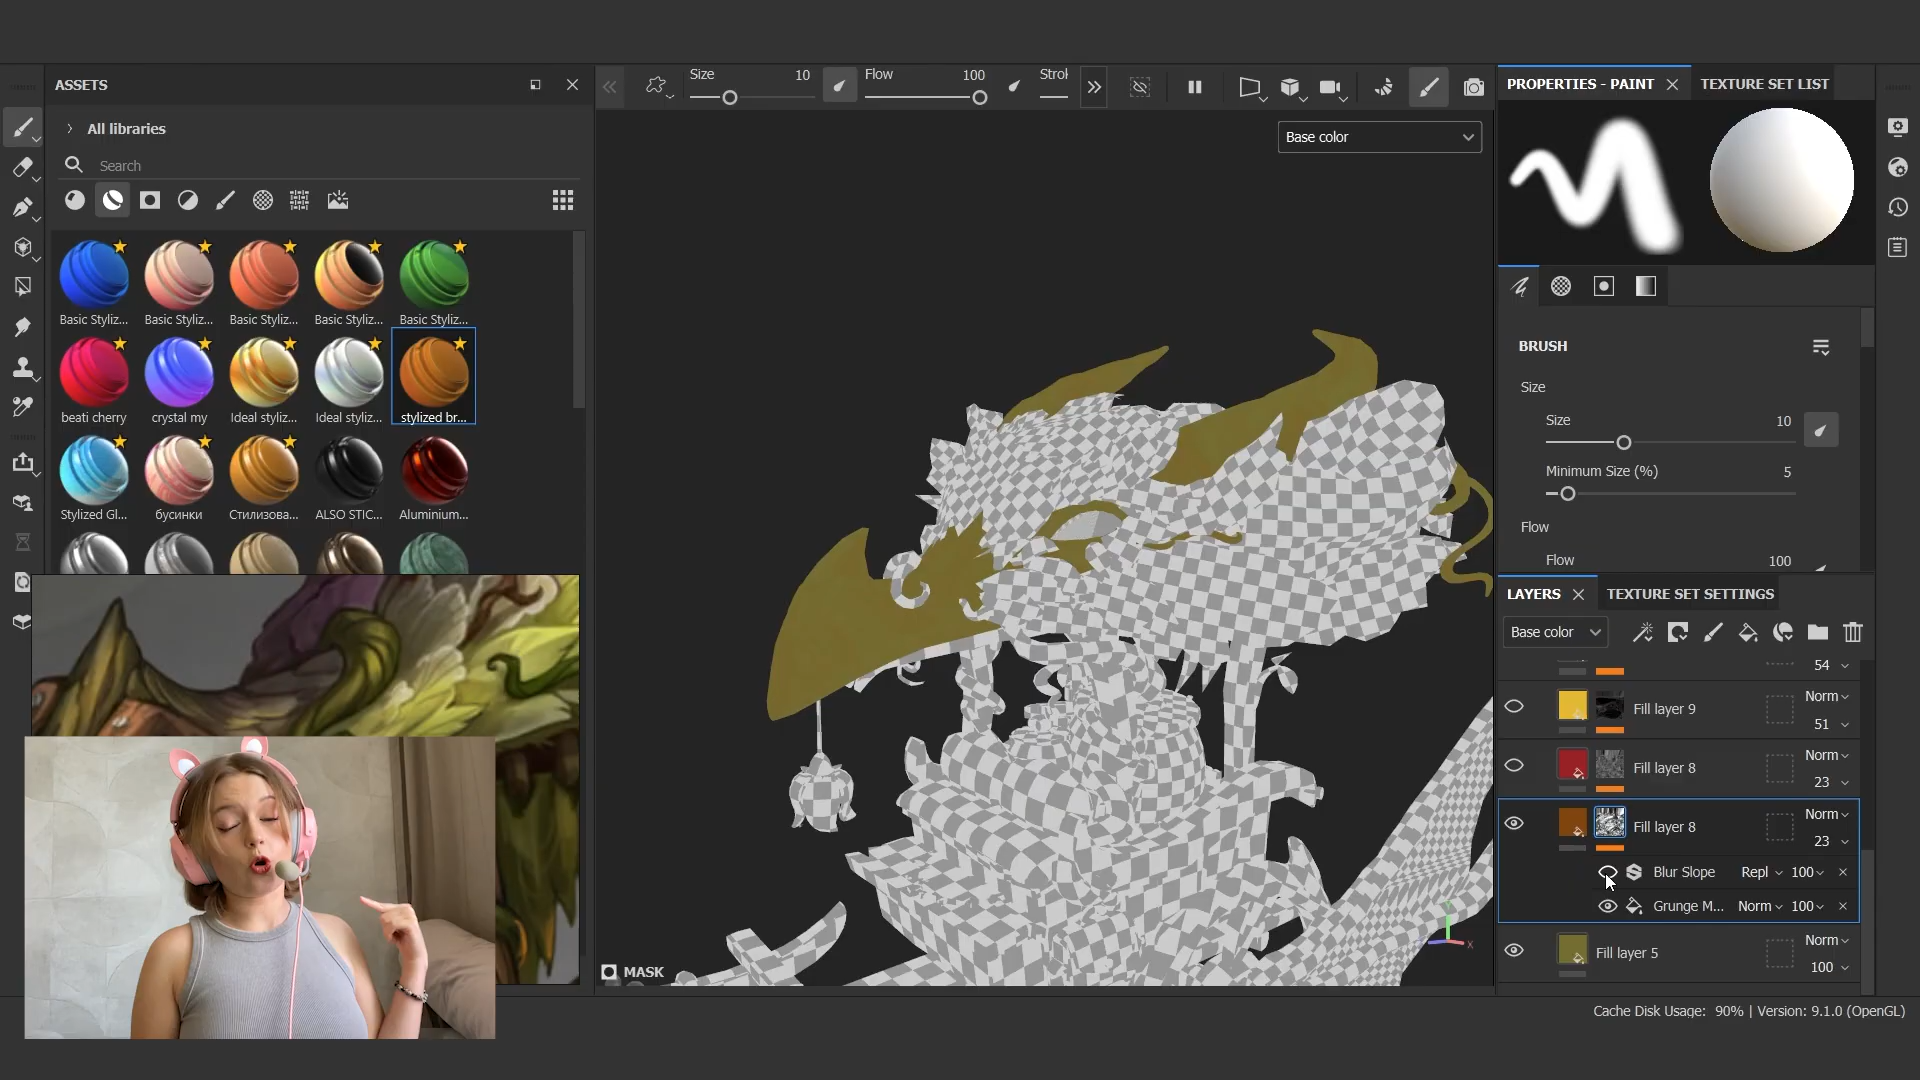 ASSETS
All libraries
Search
Basic Styliz...
Basic Styliz...
Basic Styliz...
Basic Styliz...
Basic Styliz...
beati cherry
crystal my
Ideal styliz...
Ideal styliz...
stylized br...
Stylized Gl...
бусинки
Стилизова...
ALSO STIC...
Aluminium...
Size 10
Flow 100
Strol
Base color
MASK
X
PROPERTIES - PAINT
TEXTURE SET LIST
BRUSH
Size
Size 10
Minimum Size (%) 5
Flow
Flow 100
LAYERS
TEXTURE SET SETTINGS
Base color
54
Fill layer 9 Norm
51
Fill layer 8 Norm
23
Fill layer 8 Norm
23
Blur Slope Repl 100
Grunge M... Norm 100
Fill layer 5 Norm
100
Cache Disk Usage: 90% | Version: 9.1.0 (OpenGL)